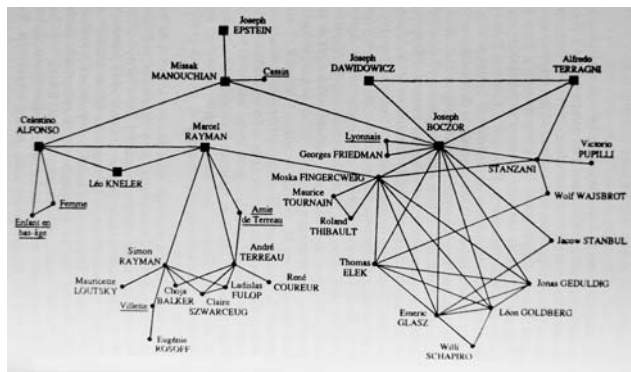 Joseph
EPSTEIN
Missak
MANOUCHIAN
Cassin
Joseph
DAWIDOWICZ
Alfredo
TERRAGNI
Celestino
ALFONSO
Marcel
RAYMAN
Lyonnais
Joseph
BOCZOR
Georges FRIEDMAN
Victorio
PUPILLI
STANZANI
Léo KNELER
Moska FINGERCWEIG
Maurice
TOURNAIN
Wolf WAJSBROT
Femme
Enfant en
bas-âge
Amie
de Terreau
Roland
THIBAULT
Jacow STANBUL
Simon
RAYMAN
André
TERREAU
Thomas
ELEK
Mauricette
LOUTSKY
Choja
BALKER
Ladislas
FULOP
René
COUREUR
Jonas GEDULDIG
Villette
Claire
SZWARCEUG
Emeric
GLASZ
Léon GOLDBERG
Eugénie
ROSOFF
Willi
SCHAPIRO